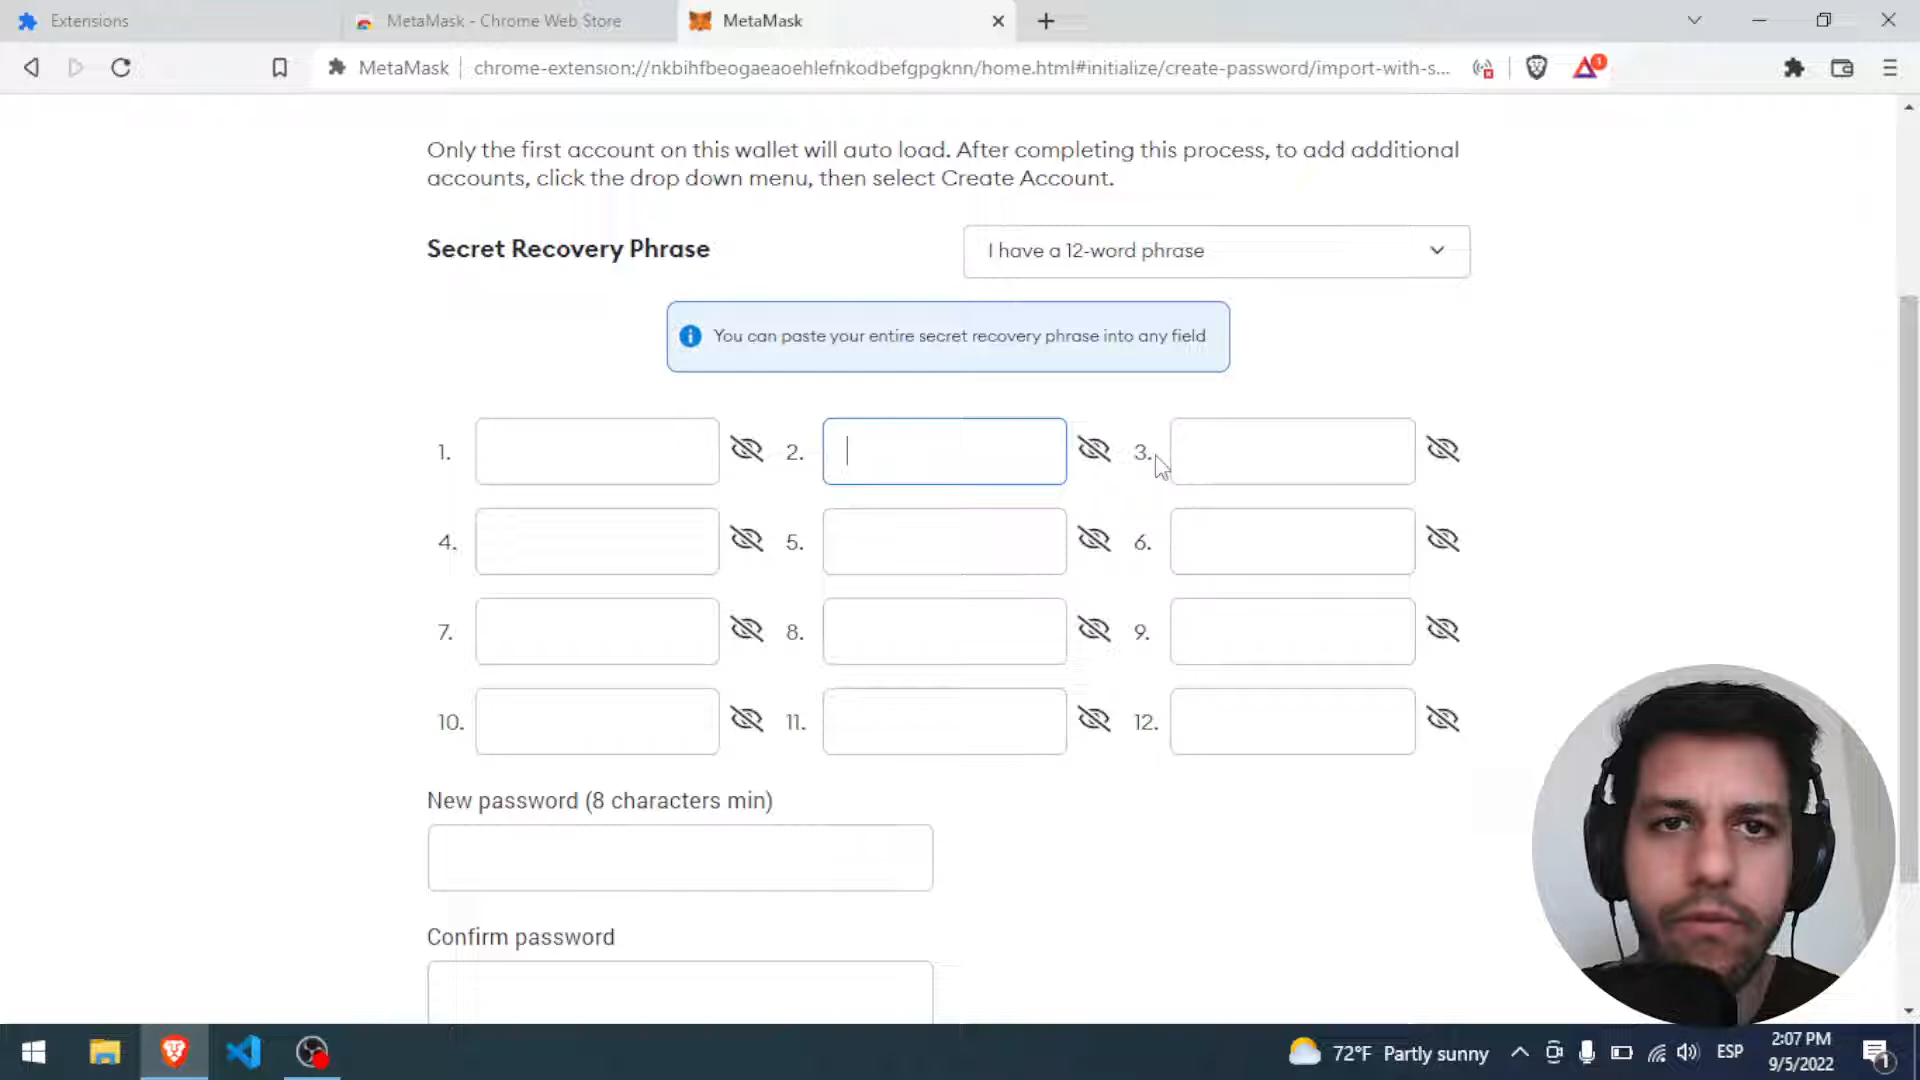 Extensions
MetaMask - Chrome Web Store
MetaMask
MetaMask
chrome-extension://nkbihfbeogaeaoehlefnkodbefgpgknn/home.html#initialize/create-password/import-with-s...
1
Only the first account on this wallet will auto load. After completing this process, to add additional
accounts, click the drop down menu, then select Create Account.
Secret Recovery Phrase
I have a 12-word phrase
You can paste your entire secret recovery phrase into any field
1. 2. 3.
4. 5. 6.
7. 8. 9.
10. 11. 12.
New password (8 characters min)
Confirm password
72°F Partly sunny
ESP
2:07 PM
9/5/2022
1